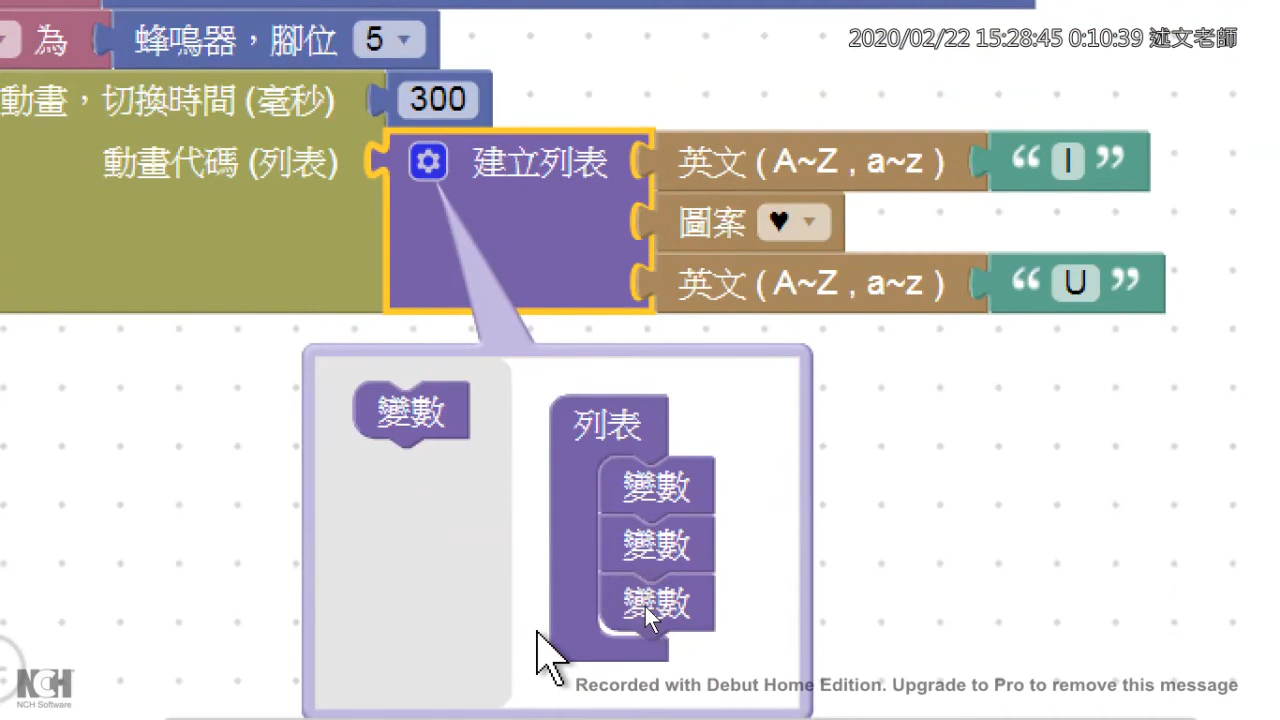 為 蜂鳴器，腳位 5
2020/02/22 15:28:45 0:10:39 述文老師
動畫，切換時間 (毫秒) 300
動畫代碼 (列表) 建立列表 英文 ( A~Z , a~z ) “ I ”
圖案 ♥
英文 ( A~Z , a~z ) “ U ”
變數
列表
變數
變數
變數
NCH
NCH Software
Recorded with Debut Home Edition. Upgrade to Pro to remove this message